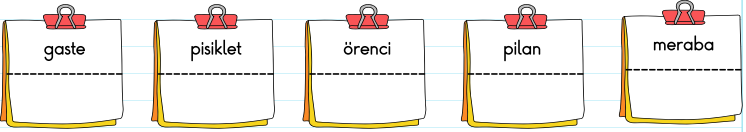 gaste
pisiklet
örenci
pilan
meraba